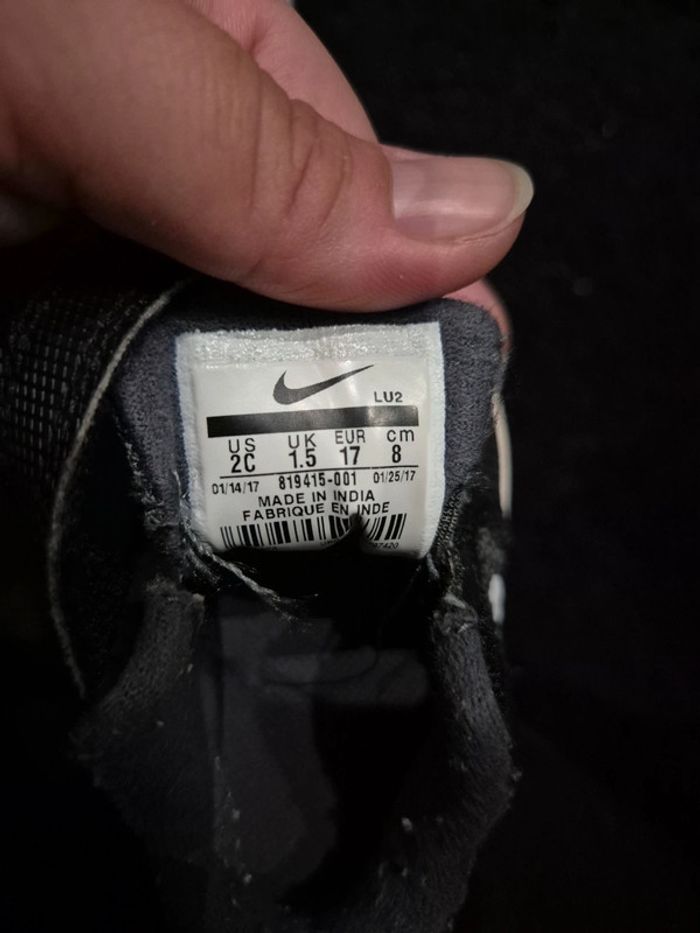 LU2
US UK EUR cm
2C 1.5 17 8
01/14/17 819415-001 01/25/17
MADE IN INDIA
FABRIQUE EN INDE